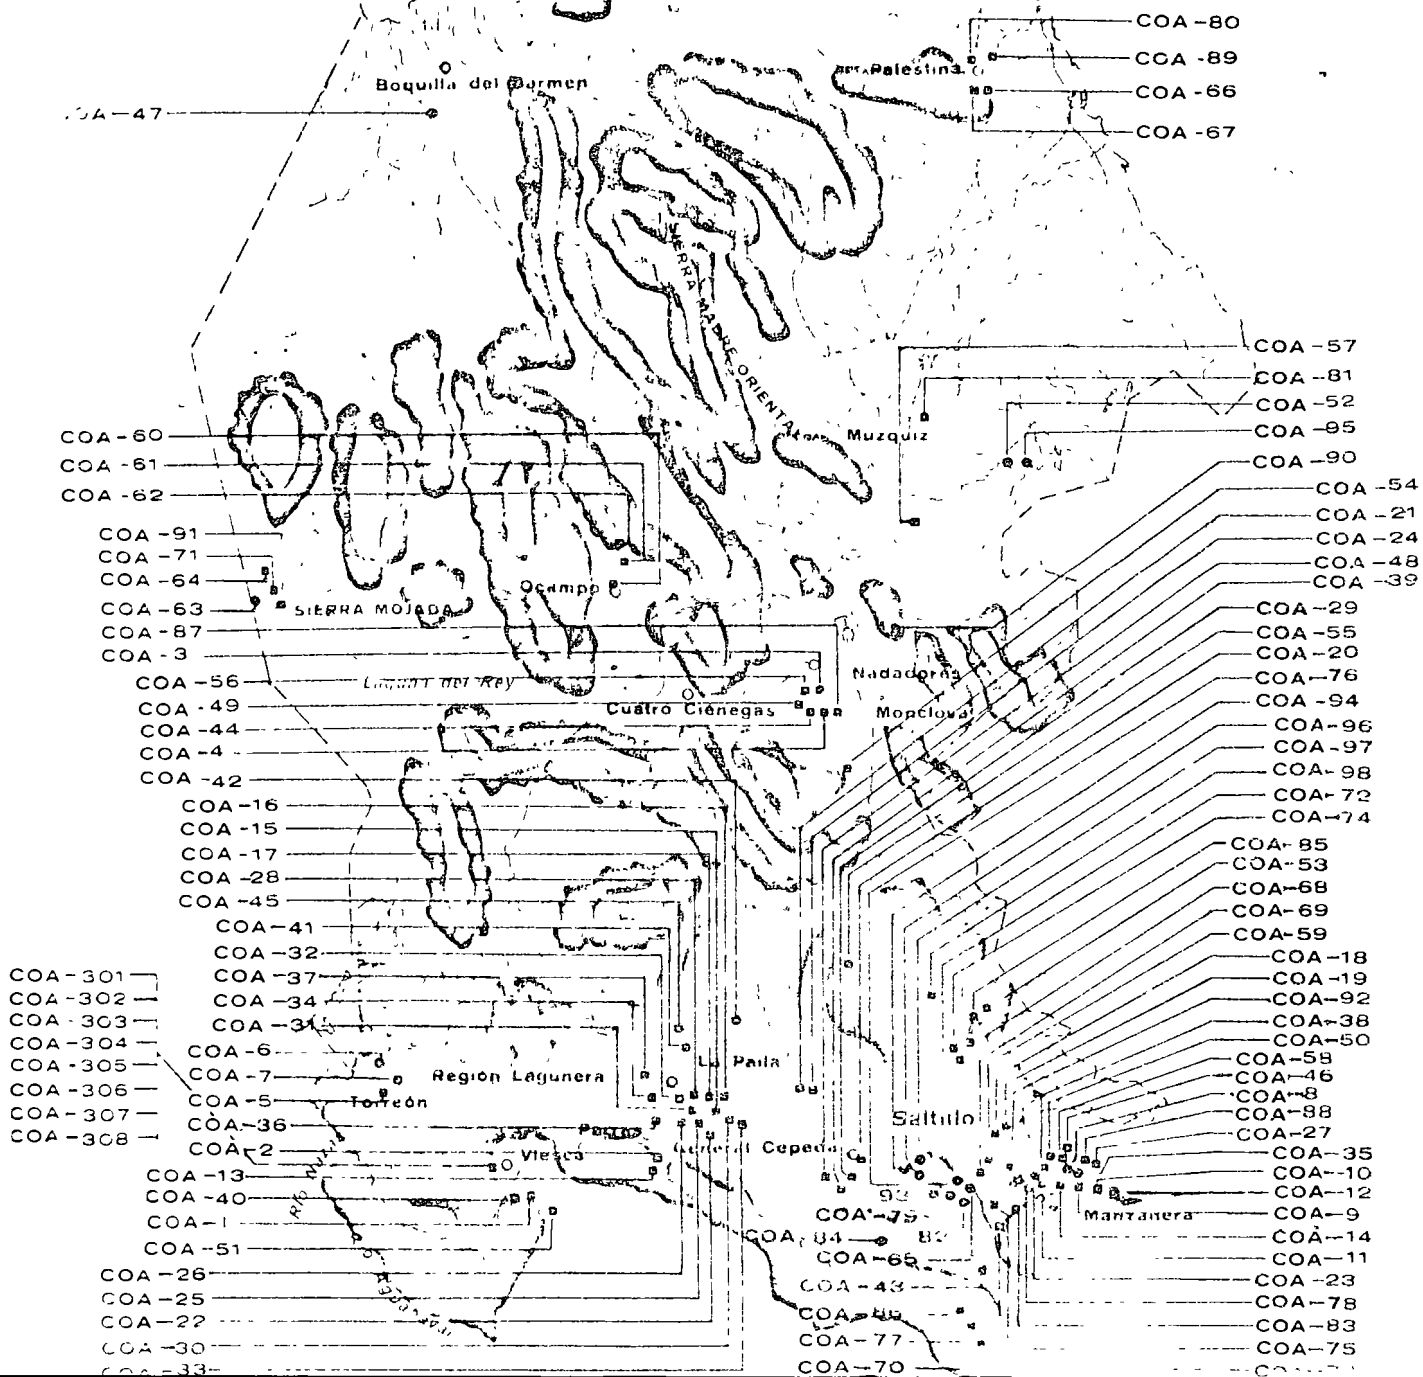 COA-80
COA-89
COA-66
COA-67
Palestina
Boquilla del Carmen
COA-47
SIERRA MADRE ORIENTAL
COA-57
COA-81
COA-52
COA-95
COA-90
COA-54
COA-21
COA-24
COA-48
COA-39
COA-29
COA-55
COA-20
COA-76
COA-94
COA-96
COA-97
COA-98
COA-72
COA-74
COA-85
COA-53
COA-68
COA-69
COA-59
COA-18
COA-19
COA-92
COA-38
COA-50
COA-58
COA-46
COA-8
COA-88
COA-27
COA-35
COA-10
COA-12
COA-9
COA-14
COA-11
COA-23
COA-78
COA-83
COA-75
Muzquiz
COA-60
COA-61
COA-62
COA-91
COA-71
COA-64
COA-63
COA-87
COA-3
COA-56
COA-49
COA-44
COA-4
COA-42
COA-16
COA-15
COA-17
COA-28
COA-45
COA-41
COA-32
COA-37
COA-34
COA-31
COA-6
COA-7
COA-5
COA-36
COA-2
COA-13
COA-40
COA-1
COA-51
COA-26
COA-25
COA-22
COA-30
COA-33
COA-301
COA-302
COA-303
COA-304
COA-305
COA-306
COA-307
COA-308
Ocampo
SIERRA MOJADA
Laguna del Rey
Cuatro Ciénegas
Nadadores
Monclova
La Paila
Región Lagunera
Torreón
Parras
Viesca
General Cepeda
Saltillo
Manzanera
93
COA-79
COA-84
82
COA-65
COA-43
COA-86
COA-77
COA-70